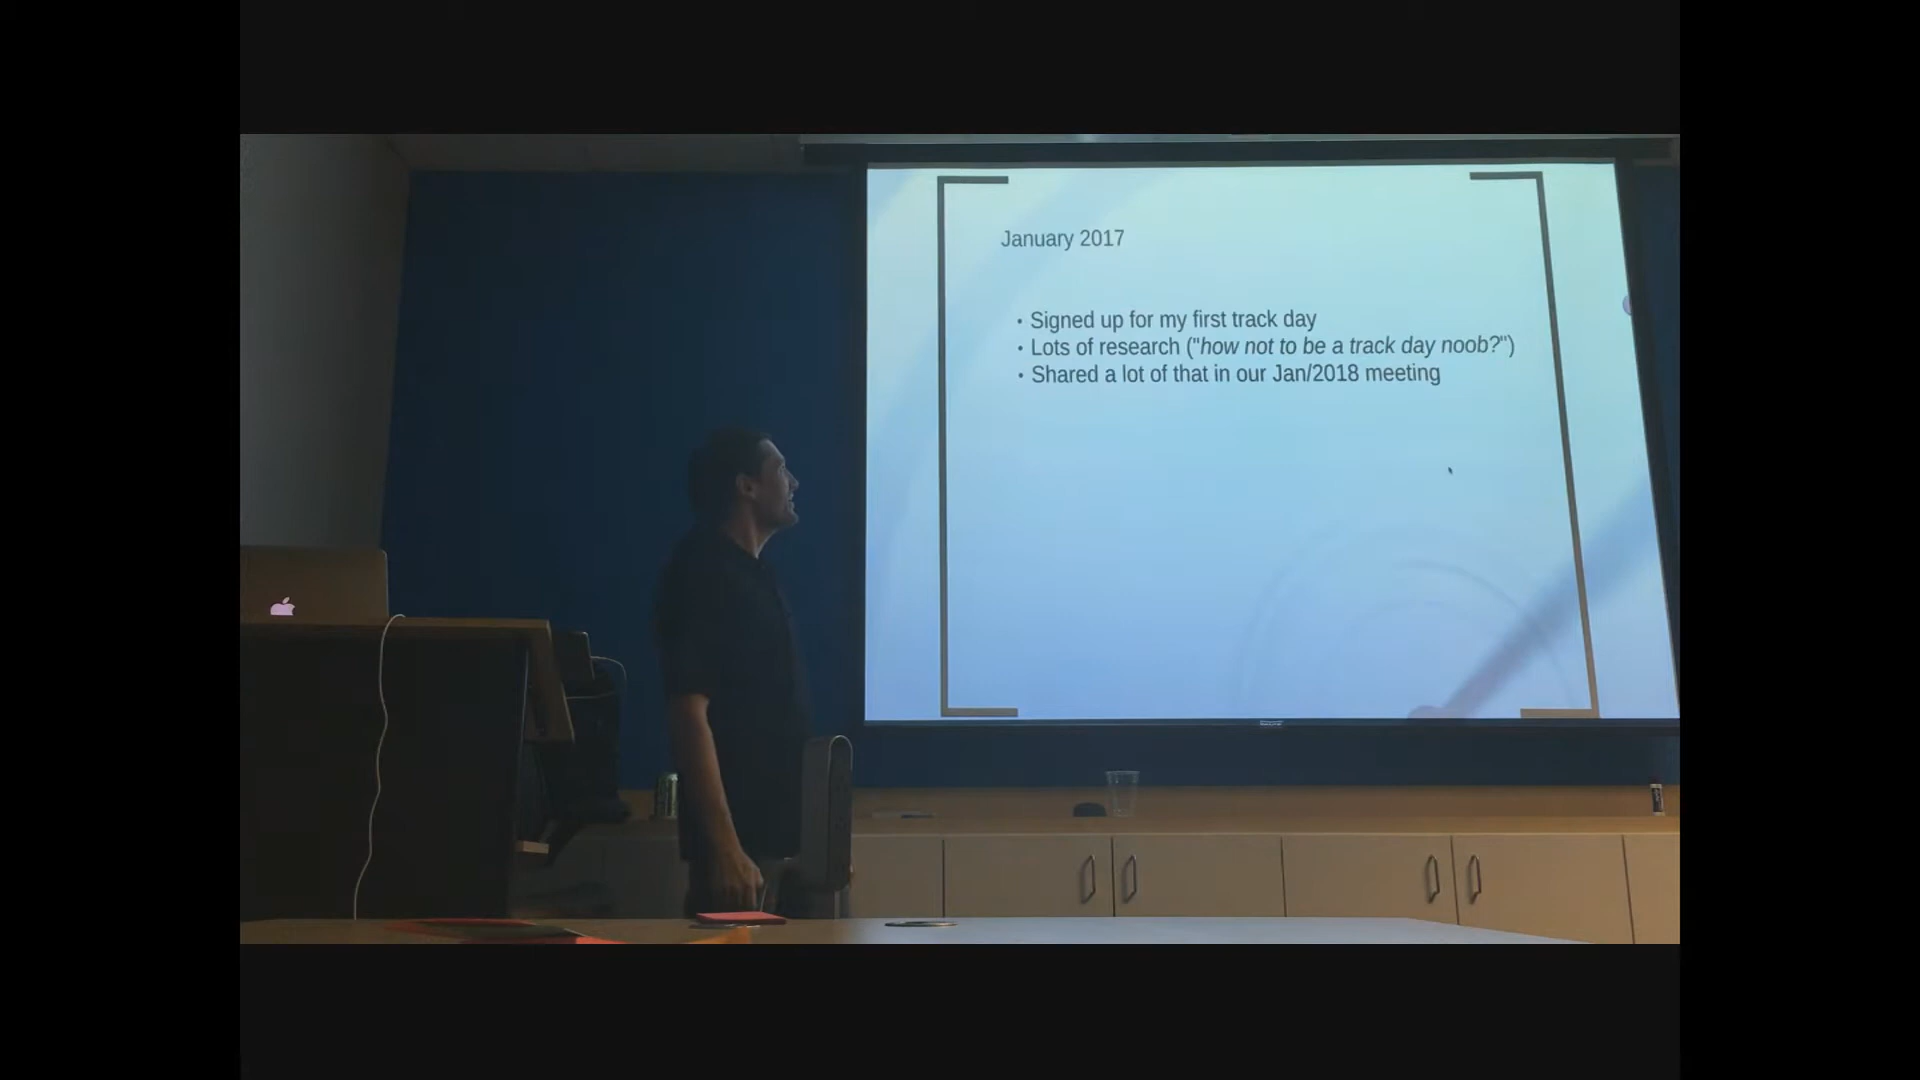 January 2017
• Signed up for my first track day
• Lots of research ("how not to be a track day noob?")
• Shared a lot of that in our Jan/2018 meeting